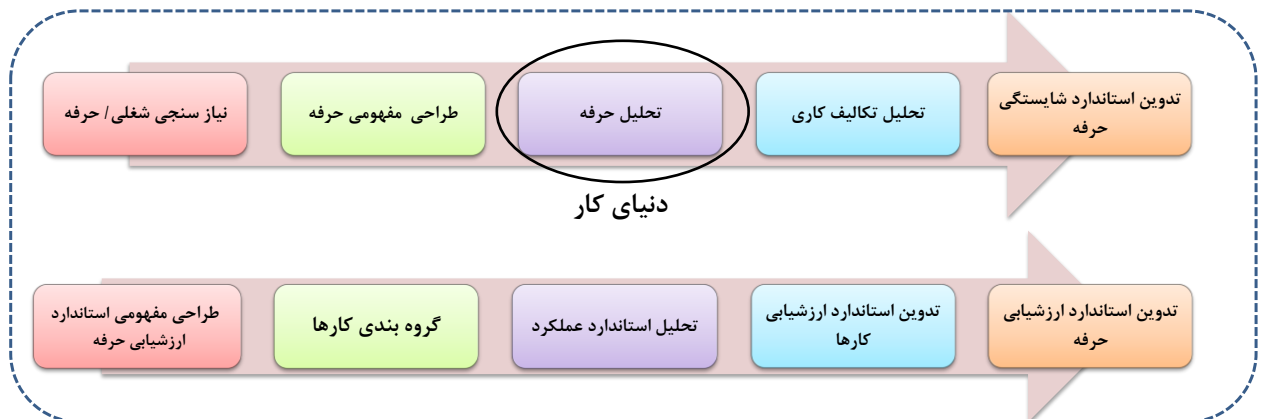 نیاز سنجی شغلی/ حرفه
طراحی مفهومی حرفه
تحلیل حرفه
تحلیل تکالیف کاری
تدوین استاندارد شایستگی
حرفه
دنیای کار
طراحی مفهومی استاندارد
ارزشیابی حرفه
گروه بندی کارها
تحلیل استاندارد عملکرد
تدوین استاندارد ارزشیابی
کارها
تدوین استاندارد ارزشیابی
حرفه